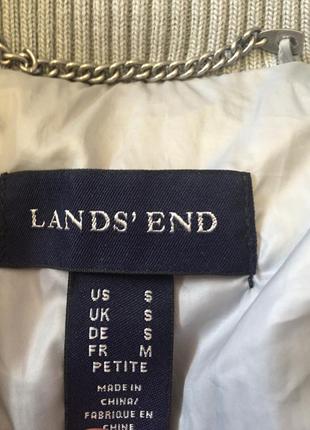 LANDS' END
US S
UK S
DE S
FR M
PETITE
MADE IN
CHINA/
FABRIQUE EN
CHINE